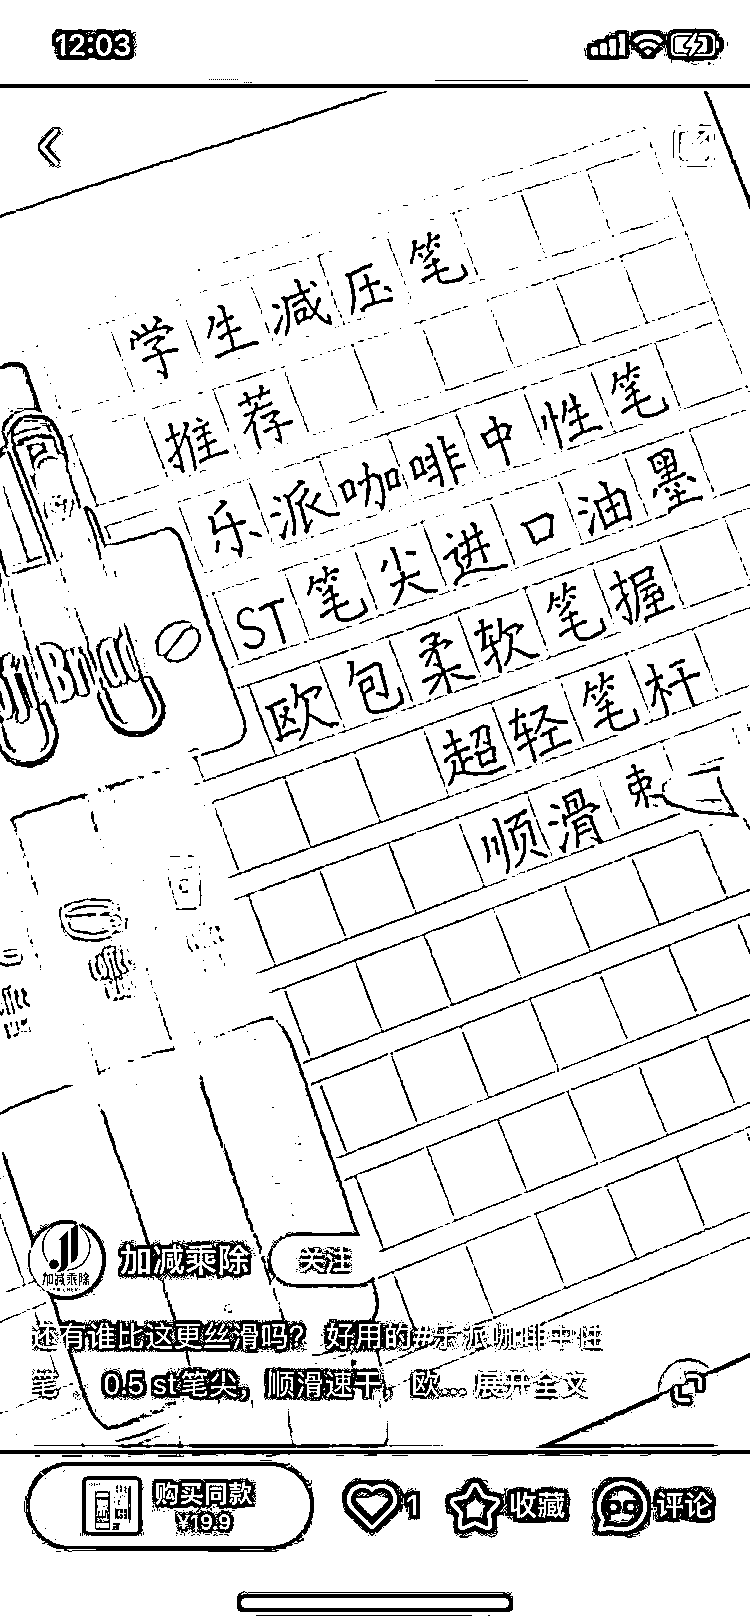 12:03
学生减压笔
推荐
乐派咖啡中性笔
ST笔尖进口油墨
欧包柔软笔握
超轻笔杆
顺滑
加减乘除
加减乘除
关注
还有谁比这更丝滑吗? 好用的#乐派咖啡中性
笔 0.5 st笔尖, 顺滑速干, 欧... 展开全文
购买同款
¥19.9
1
收藏
评论